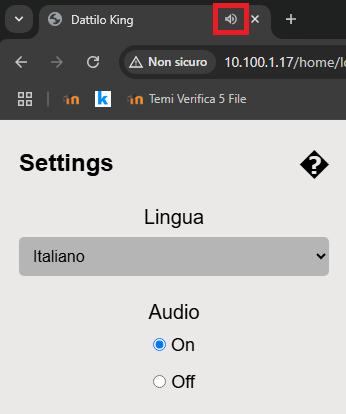 Dattilo King
Non sicuro
10.100.1.17/home/l
Temi Verifica 5 File
Settings
Lingua
Italiano
Audio
On
Off